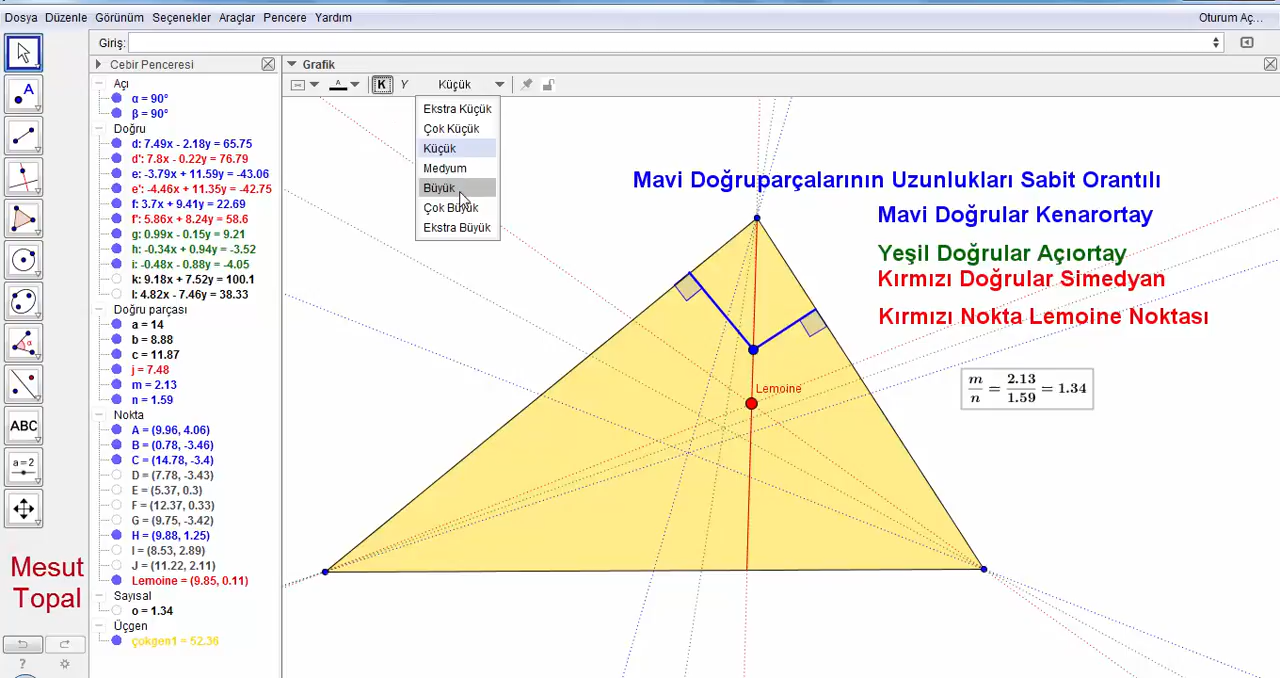 Dosya Düzenle Görünüm Seçenekler Araçlar Pencere Yardım Oturum Aç...
Giriş:
Cebir Penceresi
Grafik
A K Y Küçük
Ekstra Küçük
Çok Küçük
Küçük
Medyum
Büyük
Çok Büyük
Ekstra Büyük
Açı
α = 90°
β = 90°
Doğru
d: 7.49x - 2.18y = 65.75
d': 7.8x - 0.22y = 76.79
e: -3.79x + 11.59y = -43.06
e': -4.46x + 11.35y = -42.75
f: 3.7x + 9.41y = 22.69
f': 5.86x + 8.24y = 58.6
g: 0.99x - 0.15y = 9.21
h: -0.34x + 0.94y = -3.52
i: -0.48x - 0.88y = -4.05
k: 9.18x + 7.52y = 100.1
l: 4.82x - 7.46y = 38.33
Doğru parçası
a = 14
b = 8.88
c = 11.87
j = 7.48
m = 2.13
n = 1.59
Nokta
A = (9.96, 4.06)
B = (0.78, -3.46)
C = (14.78, -3.4)
D = (7.78, -3.43)
E = (5.37, 0.3)
F = (12.37, 0.33)
G = (9.75, -3.42)
H = (9.88, 1.25)
I = (8.53, 2.89)
J = (11.22, 2.11)
Lemoine = (9.85, 0.11)
Sayısal
o = 1.34
Üçgen
çokgen1 = 52.36
A
α
ABC
a=2
Mesut
Topal
?
Mavi Doğruparçalarının Uzunlukları Sabit Orantılı
Mavi Doğrular Kenarortay
Yeşil Doğrular Açıortay
Kırmızı Doğrular Simedyan
Kırmızı Nokta Lemoine Noktası
m/n = 2.13/1.59 = 1.34
Lemoine